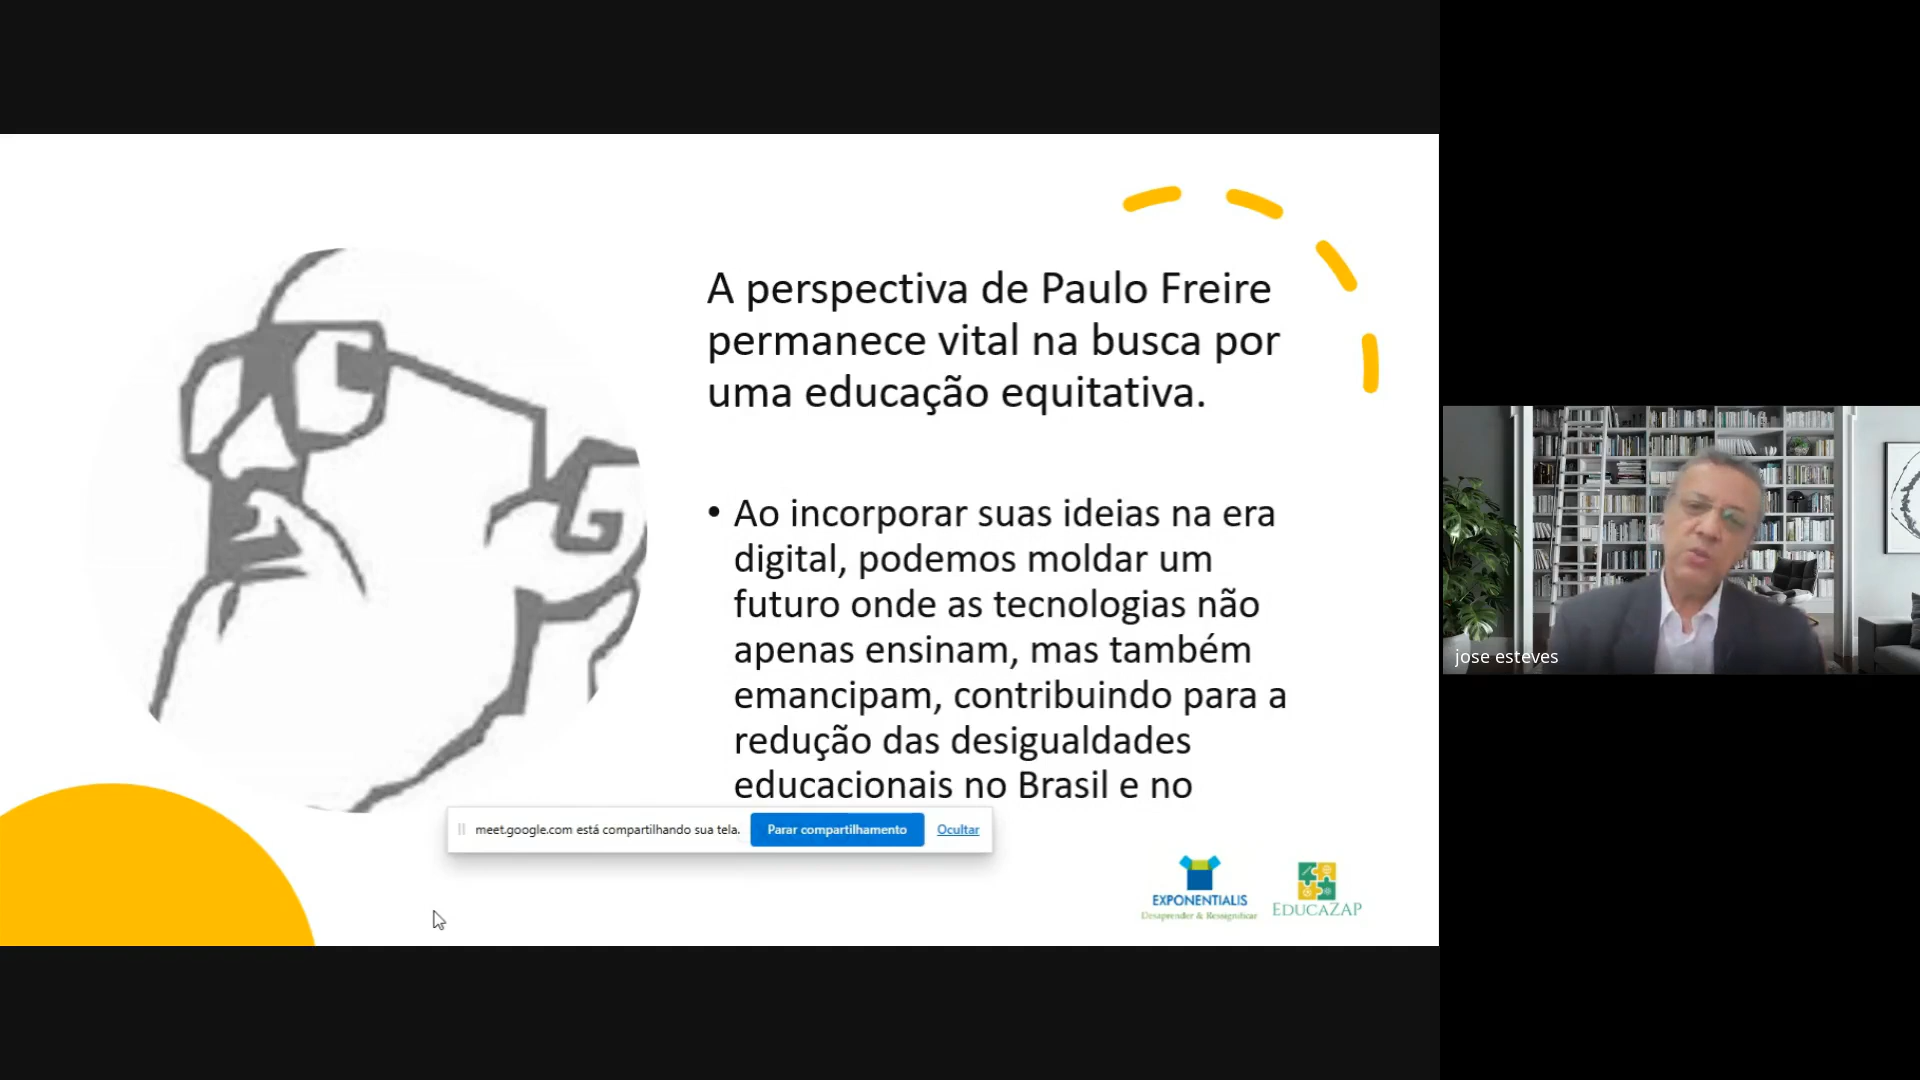 A perspectiva de Paulo Freire
permanece vital na busca por
uma educação equitativa.
• Ao incorporar suas ideias na era
digital, podemos moldar um
futuro onde as tecnologias não
apenas ensinam, mas também
emancipam, contribuindo para a
redução das desigualdades
educacionais no Brasil e no
meet.google.com está compartilhando sua tela. Parar compartilhamento Ocultar
EXPONENTIALIS
Desaprender & Ressignificar
EDUCAZAP
jose esteves